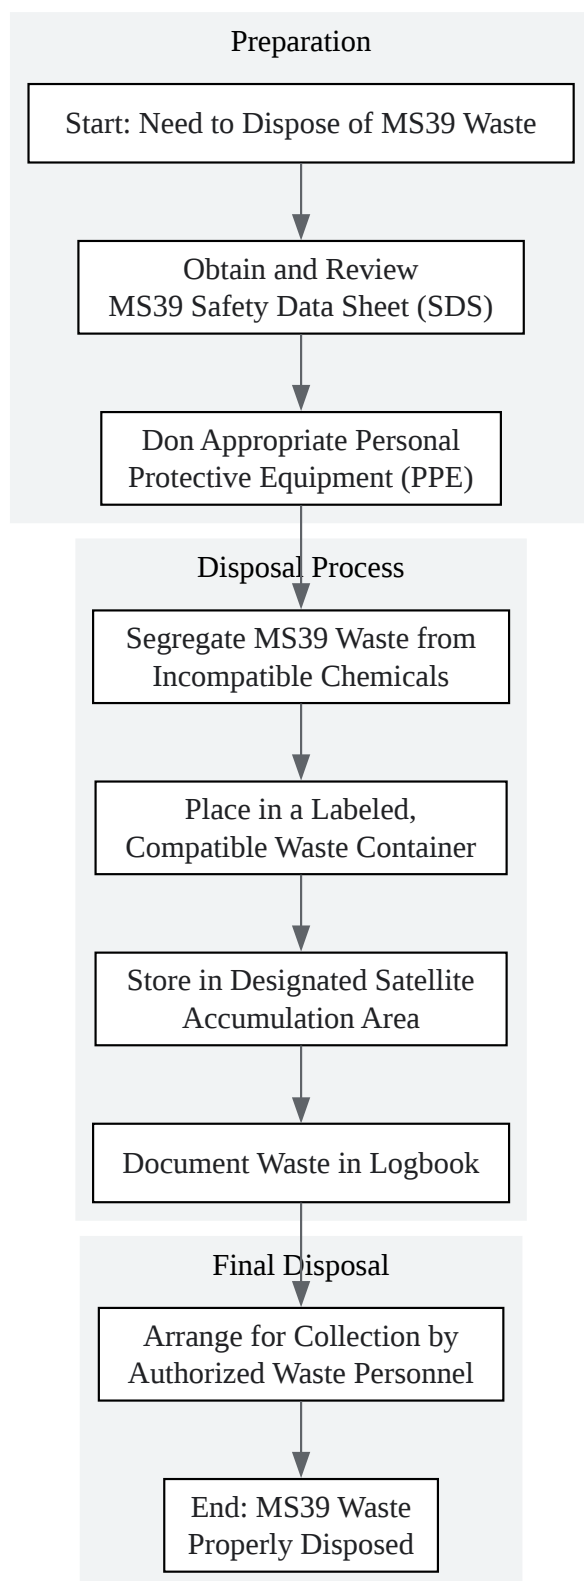 Preparation
Start: Need to Dispose of MS39 Waste
Obtain and Review
MS39 Safety Data Sheet (SDS)
Don Appropriate Personal
Protective Equipment (PPE)
Disposal Process
Segregate MS39 Waste from
Incompatible Chemicals
Place in a Labeled,
Compatible Waste Container
Store in Designated Satellite
Accumulation Area
Document Waste in Logbook
Final Disposal
Arrange for Collection by
Authorized Waste Personnel
End: MS39 Waste
Properly Disposed